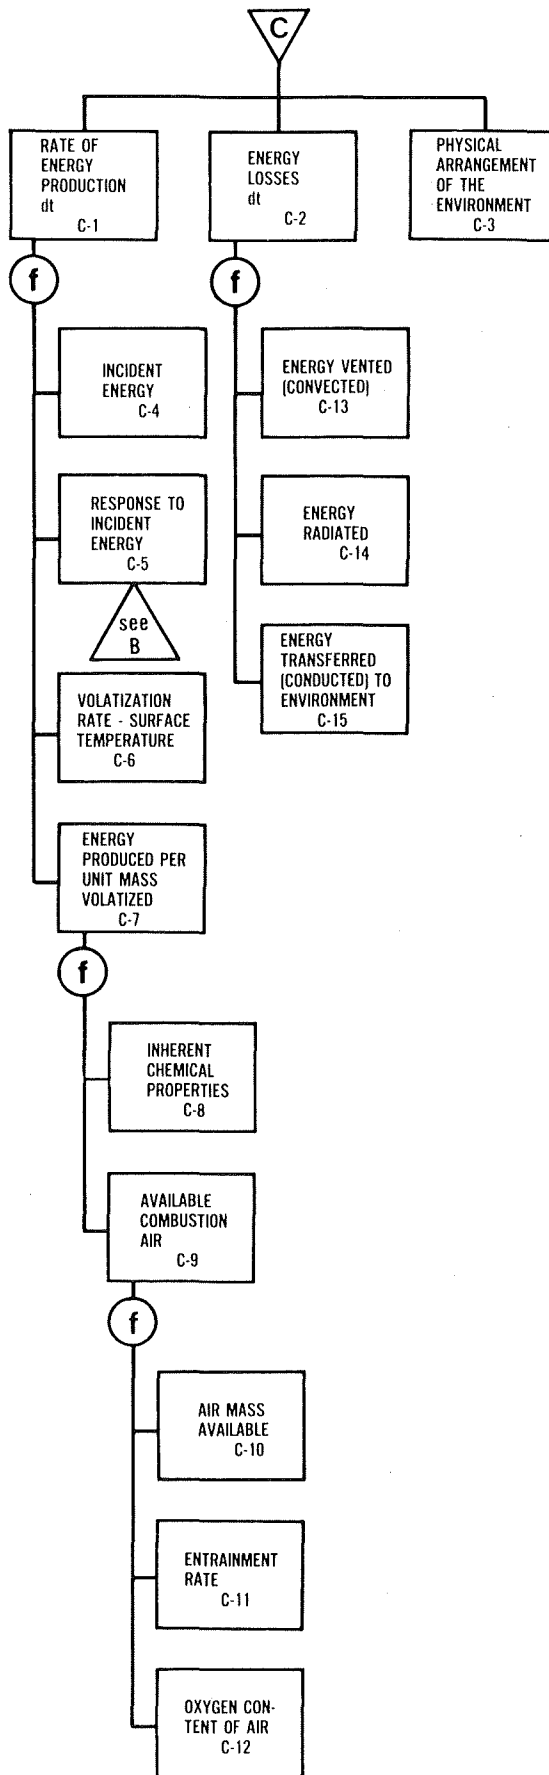 C
RATE OF
ENERGY
PRODUCTION
dt
C-1
ENERGY
LOSSES
dt
C-2
PHYSICAL
ARRANGEMENT
OF THE
ENVIRONMENT
C-3
f
f
INCIDENT
ENERGY
C-4
RESPONSE TO
INCIDENT
ENERGY
C-5
see
B
VOLATIZATION
RATE - SURFACE
TEMPERATURE
C-6
ENERGY
PRODUCED PER
UNIT MASS
VOLATIZED
C-7
f
INHERENT
CHEMICAL
PROPERTIES
C-8
AVAILABLE
COMBUSTION
AIR
C-9
f
AIR MASS
AVAILABLE
C-10
ENTRAINMENT
RATE
C-11
OXYGEN CON-
TENT OF AIR
C-12
ENERGY VENTED
(CONVECTED)
C-13
ENERGY
RADIATED
C-14
ENERGY
TRANSFERRED
(CONDUCTED) TO
ENVIRONMENT
C-15